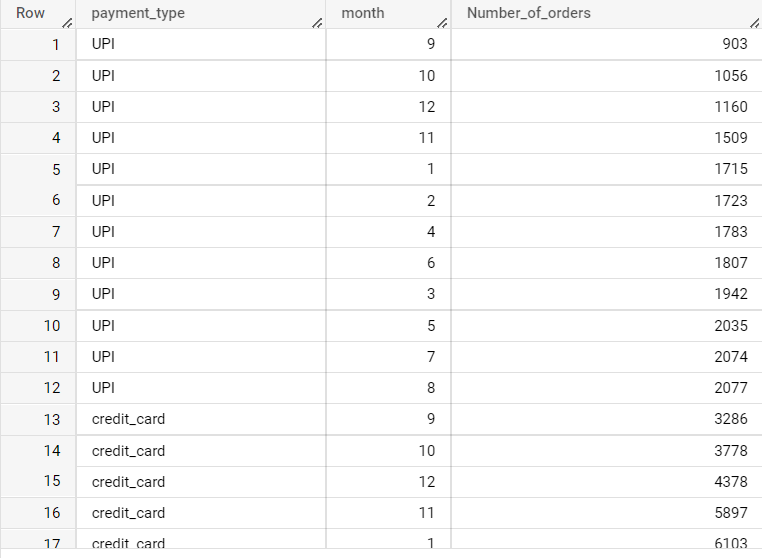 Row payment_type month Number_of_orders
1 UPI 9 903
2 UPI 10 1056
3 UPI 12 1160
4 UPI 11 1509
5 UPI 1 1715
6 UPI 2 1723
7 UPI 4 1783
8 UPI 6 1807
9 UPI 3 1942
10 UPI 5 2035
11 UPI 7 2074
12 UPI 8 2077
13 credit_card 9 3286
14 credit_card 10 3778
15 credit_card 12 4378
16 credit_card 11 5897
17 credit_card 1 6103